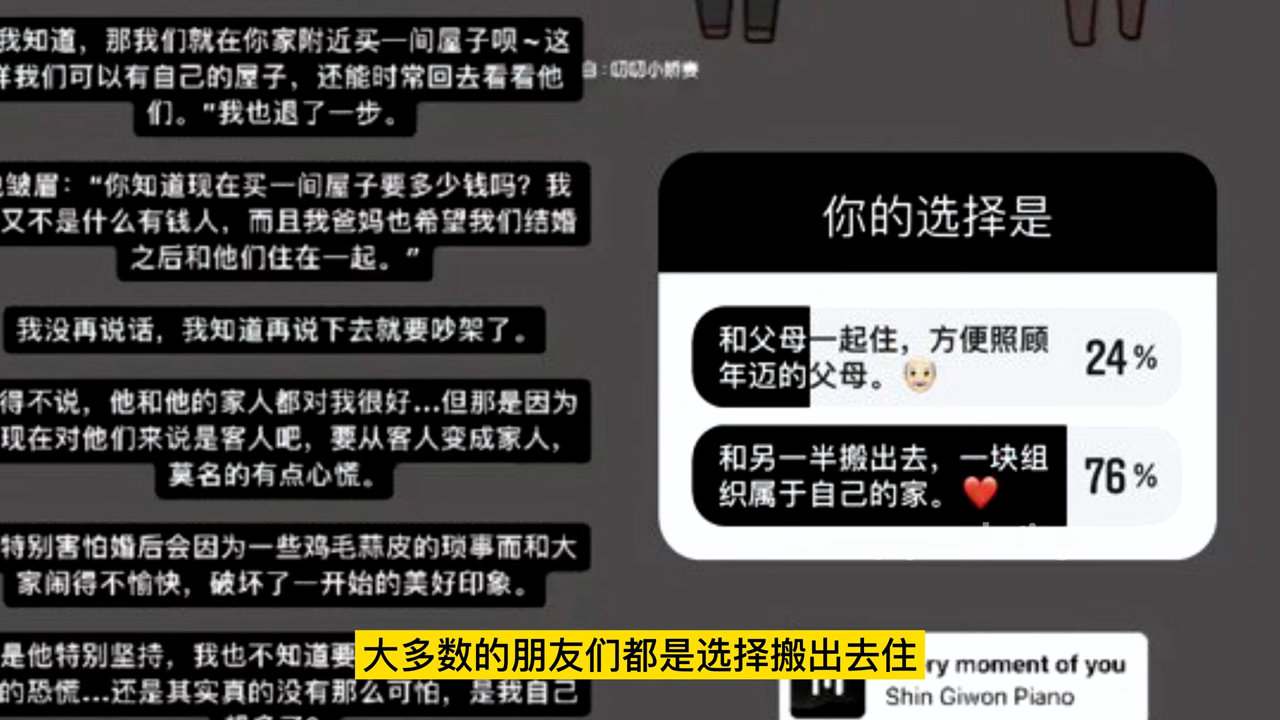 我知道，那我们就在你家附近买一间屋子呗~这
样我们可以有自己的屋子，还能时常回去看看他
们。”我也退了一步。
皱眉：“你知道现在买一间屋子要多少钱吗？我
又不是什么有钱人，而且我爸妈也希望我们结婚
之后和他们住在一起。”
我没再说话，我知道再说下去就要吵架了。
得不说，他和他的家人都对我很好...但那是因为
现在对他们来说是客人吧，要从客人变成家人，
莫名的有点心慌。
特别害怕婚后会因为一些鸡毛蒜皮的琐事而和大
家闹得不愉快，破坏了一开始的美好印象。
是他特别坚持，我也不知道要
的恐慌...还是其实真的没有那么可怕，是我自己
你的选择是
和父母一起住，方便照顾
年迈的父母。👴🏻
24%
和另一半搬出去，一块组
织属于自己的家。❤️
76%
大多数的朋友们都是选择搬出去住
ry moment of you
Shin Giwon Piano